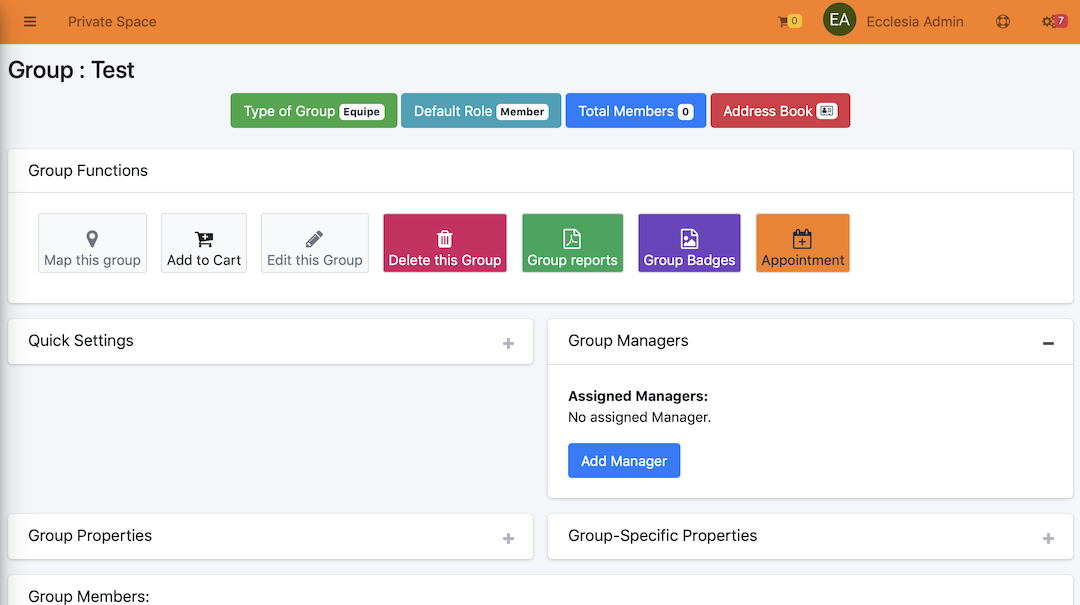 Private Space
0
EA
Ecclesia Admin
7
Group : Test
Type of Group Equipe
Default Role Member
Total Members 0
Address Book
Group Functions
Map this group
Add to Cart
Edit this Group
Delete this Group
Group reports
Group Badges
Appointment
Quick Settings
Group Managers
Assigned Managers:
No assigned Manager.
Add Manager
Group Properties
Group-Specific Properties
Group Members: